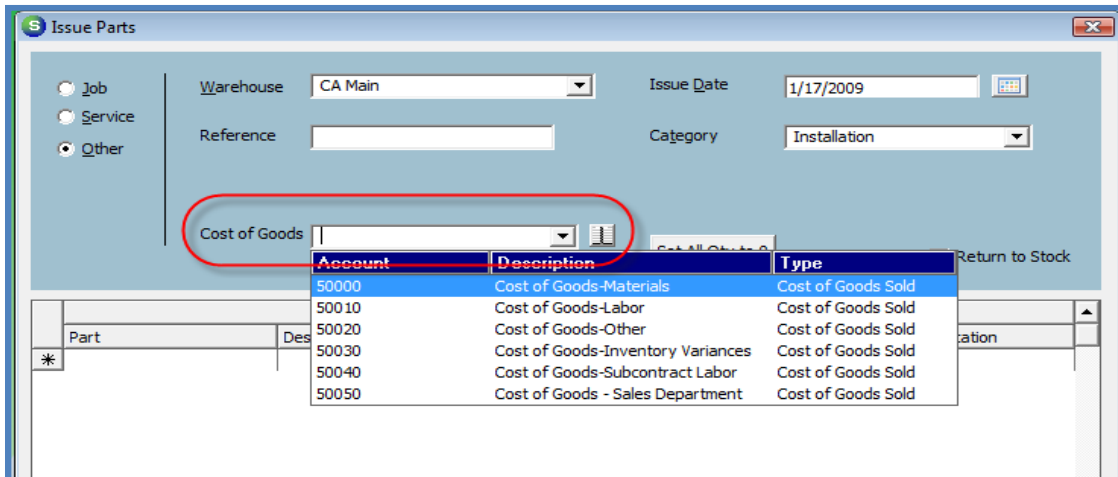 S Issue Parts
Job Warehouse CA Main Issue Date 1/17/2009
Service
Other Reference Category Installation
Cost of Goods
Return to Stock
Account Description Type
50000 Cost of Goods-Materials Cost of Goods Sold
50010 Cost of Goods-Labor Cost of Goods Sold
50020 Cost of Goods-Other Cost of Goods Sold
50030 Cost of Goods-Inventory Variances Cost of Goods Sold
50040 Cost of Goods-Subcontract Labor Cost of Goods Sold
50050 Cost of Goods - Sales Department Cost of Goods Sold
Part Des